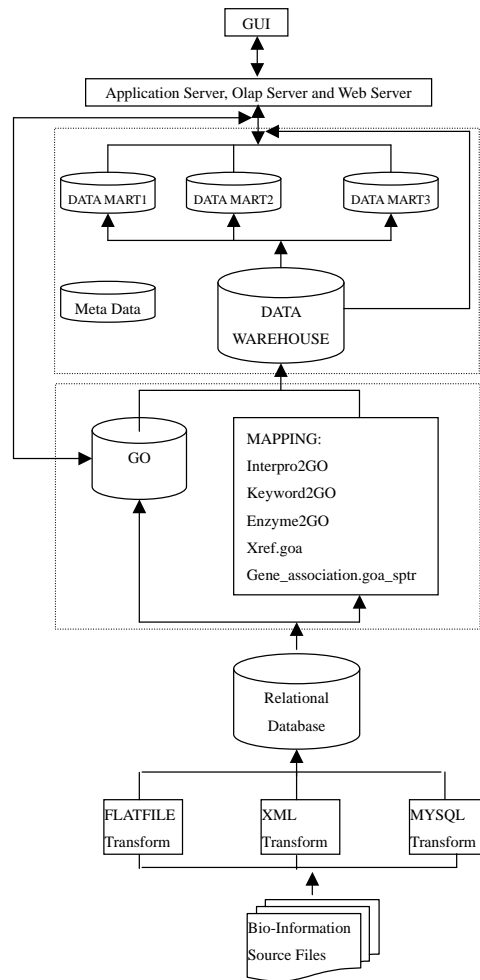 GUI
Application Server, Olap Server and Web Server
DATA MART1
DATA MART2
DATA MART3
Meta Data
DATA
WAREHOUSE
GO
MAPPING:
Interpro2GO
Keyword2GO
Enzyme2GO
Xref.goa
Gene_association.goa_sptr
Relational
Database
FLATFILE
Transform
XML
Transform
MYSQL
Transform
Bio-Information
Source Files